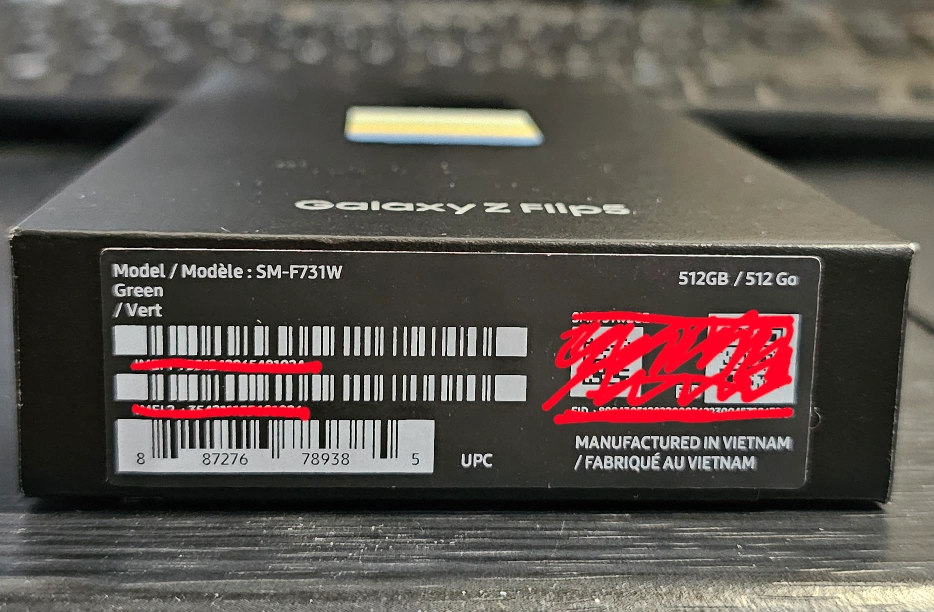 Galaxy Z Flip5
Model / Modèle : SM-F731W
Green
/ Vert
512GB / 512 Go
8 87276 78938 5
UPC
MANUFACTURED IN VIETNAM
/ FABRIQUÉ AU VIETNAM